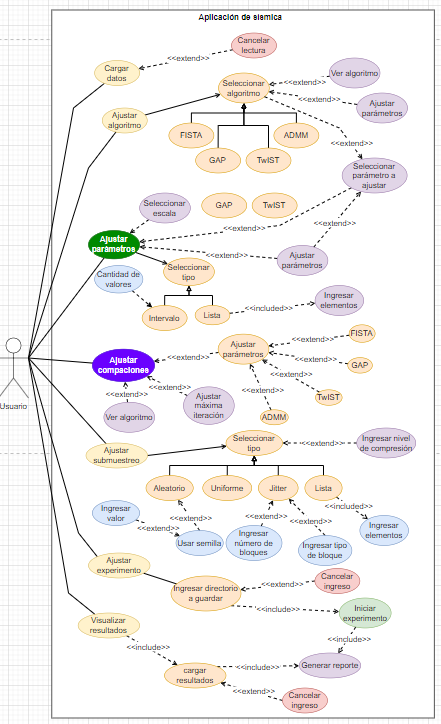 Aplicación de sismica
Cancelar
lectura
<<extend>>
Cargar
datos
Ver algoritmo
<<extend>>
Seleccionar
algoritmo
Ajustar
parámetros
<<extend>>
Ajustar
algoritmo
FISTA
ADMM
<<extend>>
GAP
TwIST
Seleccionar
parámetro a
ajustar
Seleccionar
escala
GAP
TwIST
<<extend>>
<<extend>>
<<extend>>
Ajustar
parámetros
<<extend>>
<<extend>>
Ajustar
parámetros
Seleccionar
tipo
Cantidad de
valores
Ingresar
elementos
<<included>>
Intervalo
Lista
FISTA
<<extend>>
Ajustar
parámetros
<<extend>>
Usuario
Ajustar
compaciones
<<extend>>
GAP
<<extend>>
<<extend>>
<<extend>>
<<extend>>
TwIST
Ver algoritmo
Ajustar
máxima
iteración
ADMM
Seleccionar
tipo
<<extend>>
Ingresar nivel
de compresión
Ajustar
submuestreo
Aleatorio
Uniforme
Jitter
Lista
<<extend>>
<<include>>
Ingresar
valor
<<extend>>
<<extend>>
<<extend>>
Usar semilla
Ingresar
número de
bloques
Ingresar tipo
de bloque
Ingresar
elementos
Ajustar
experimento
Cancelar
ingreso
<<extend>>
Ingresar directorio
a guardar
<<include>>
Iniciar
experimento
Visualizar
resultados
<<include>>
<<include>>
cargar
resultados
<<include>>
Generar reporte
<<extend>>
Cancelar
ingreso